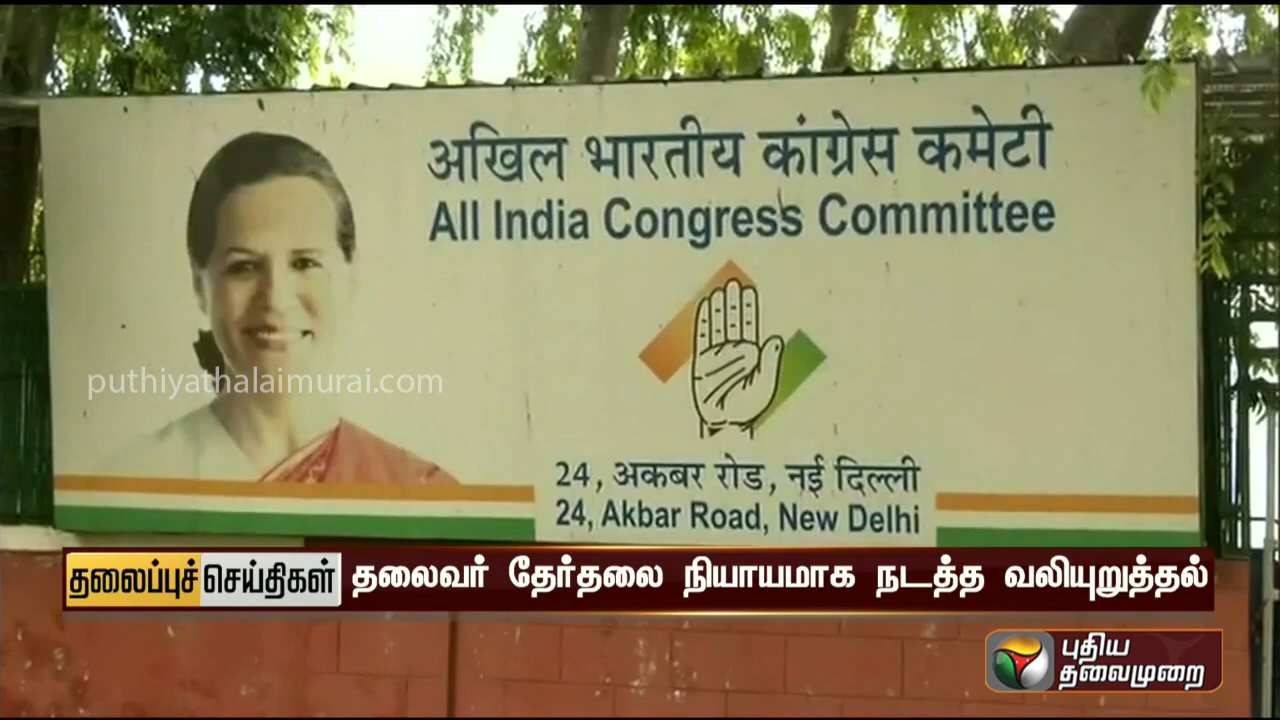 अखिल भारतीय कांग्रेस कमेटी
All India Congress Committee
puthiyathalaimurai.com
24, अकबर रोड, नई दिल्ली
24, Akbar Road, New Delhi
தலைப்புச் செய்திகள் தலைவர் தேர்தலை நியாயமாக நடத்த வலியுறுத்தல்
புதிய
தலைமுறை